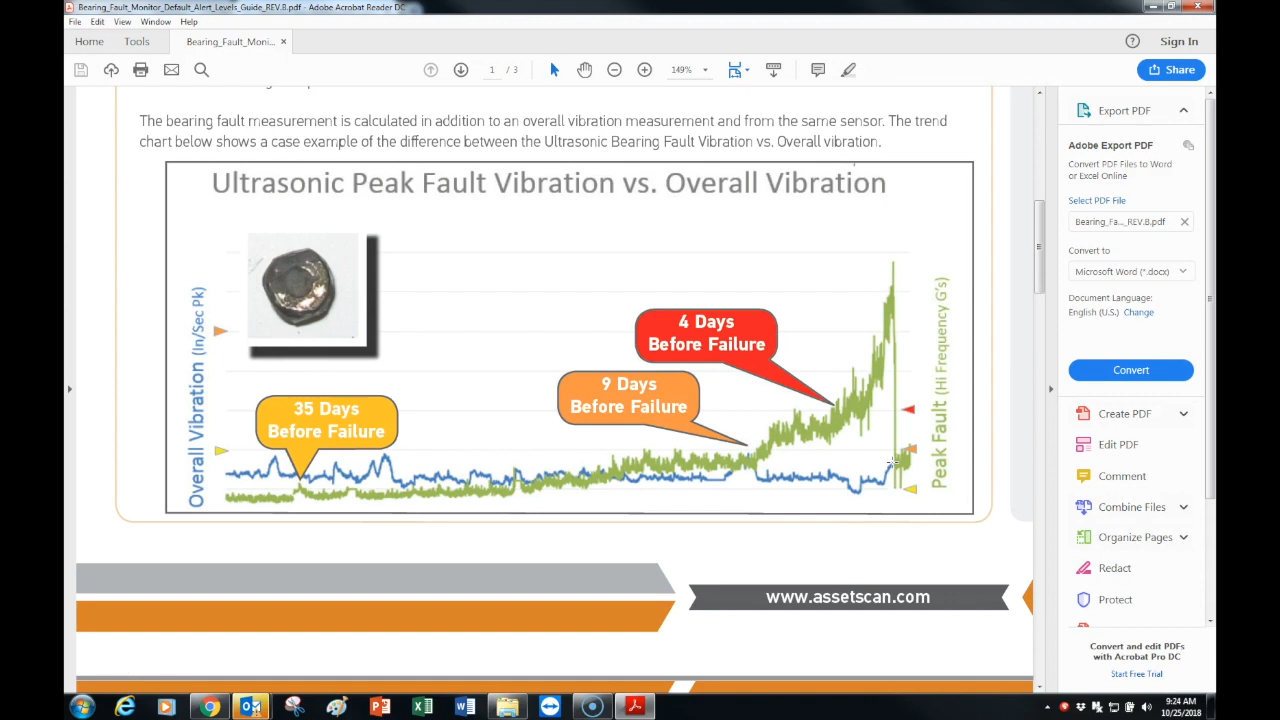 Bearing_Fault_Monitor_Default_Alert_Levels_Guide_REV.B.pdf - Adobe Acrobat Reader DC
File Edit View Window Help
Home Tools Bearing_Fault_Moni... ×
Sign In
1 / 3
149%
Share
The bearing fault measurement is calculated in addition to an overall vibration measurement and from the same sensor. The trend
chart below shows a case example of the difference between the Ultrasonic Bearing Fault Vibration vs. Overall vibration.
Ultrasonic Peak Fault Vibration vs. Overall Vibration
Overall Vibration (In/Sec Pk)
35 Days
Before Failure
9 Days
Before Failure
4 Days
Before Failure
Peak Fault (HI Frequency G's)
www.assetscan.com
Export PDF
Adobe Export PDF
Convert PDF Files to Word
or Excel Online
Select PDF File
Bearing_Fa..._REV.B.pdf
Convert to
Microsoft Word (*.docx)
Document Language:
English (U.S.) Change
Convert
Create PDF
Edit PDF
Comment
Combine Files
Organize Pages
Redact
Protect
Convert and edit PDFs
with Acrobat Pro DC
Start Free Trial
9:24 AM
10/25/2018